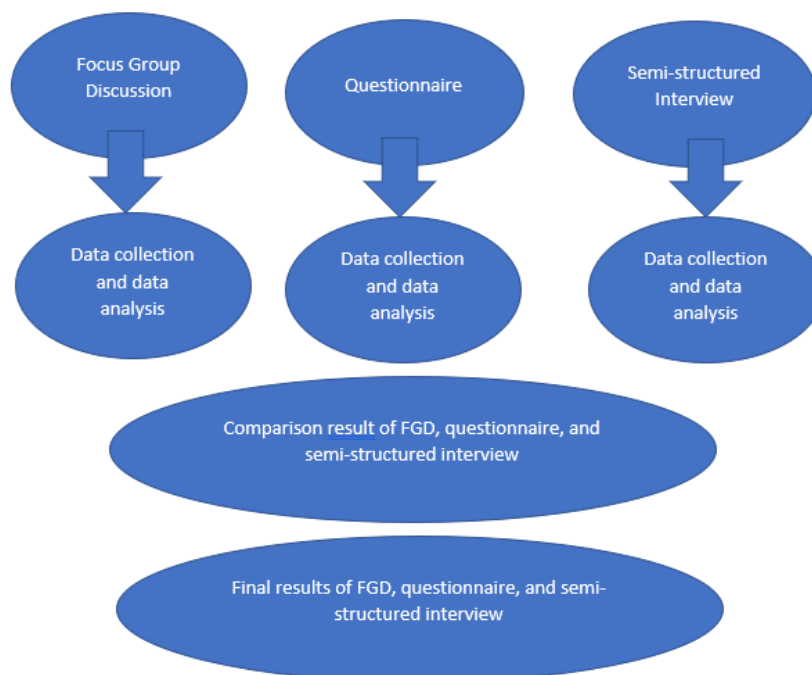 Focus Group
Discussion
Questionnaire
Semi-structured
Interview
Data collection
and data
analysis
Data collection
and data
analysis
Data collection
and data
analysis
Comparison result of FGD, questionnaire, and
semi-structured interview
Final results of FGD, questionnaire, and semi-
structured interview